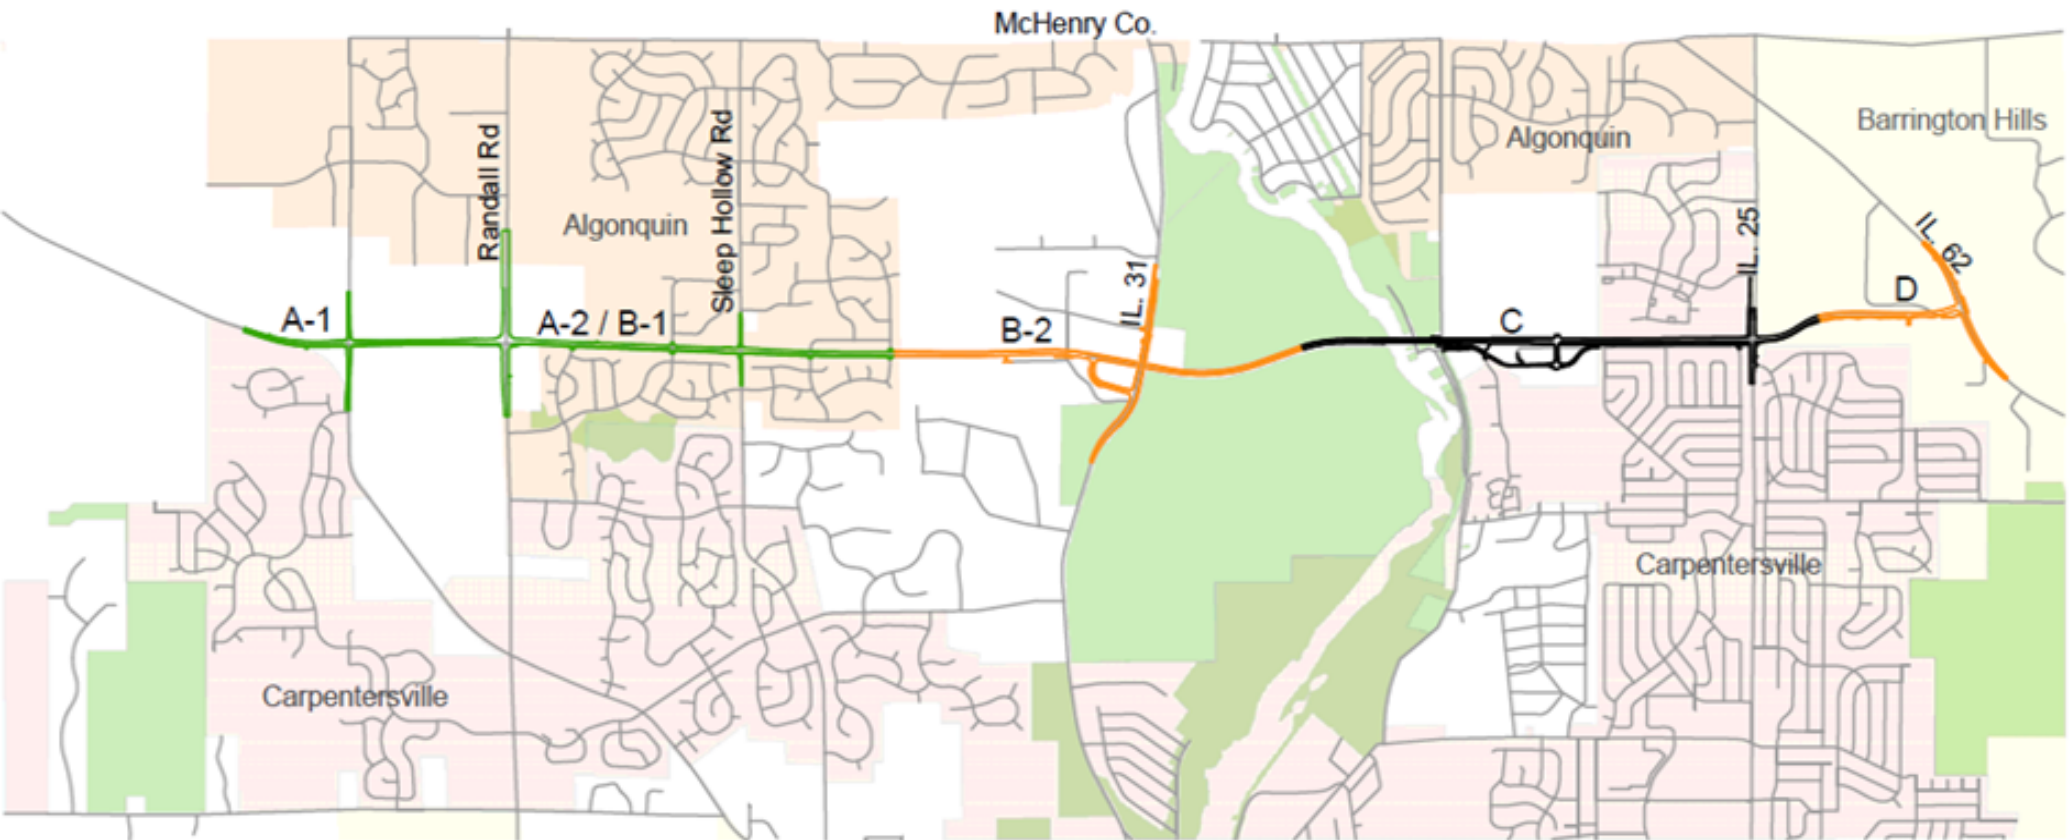 McHenry Co.
Randall Rd
Sleep Hollow Rd
Algonquin
Algonquin
Barrington Hills
IL. 31
IL. 25
IL. 62
A-1
A-2 / B-1
B-2
C
D
Carpentersville
Carpentersville